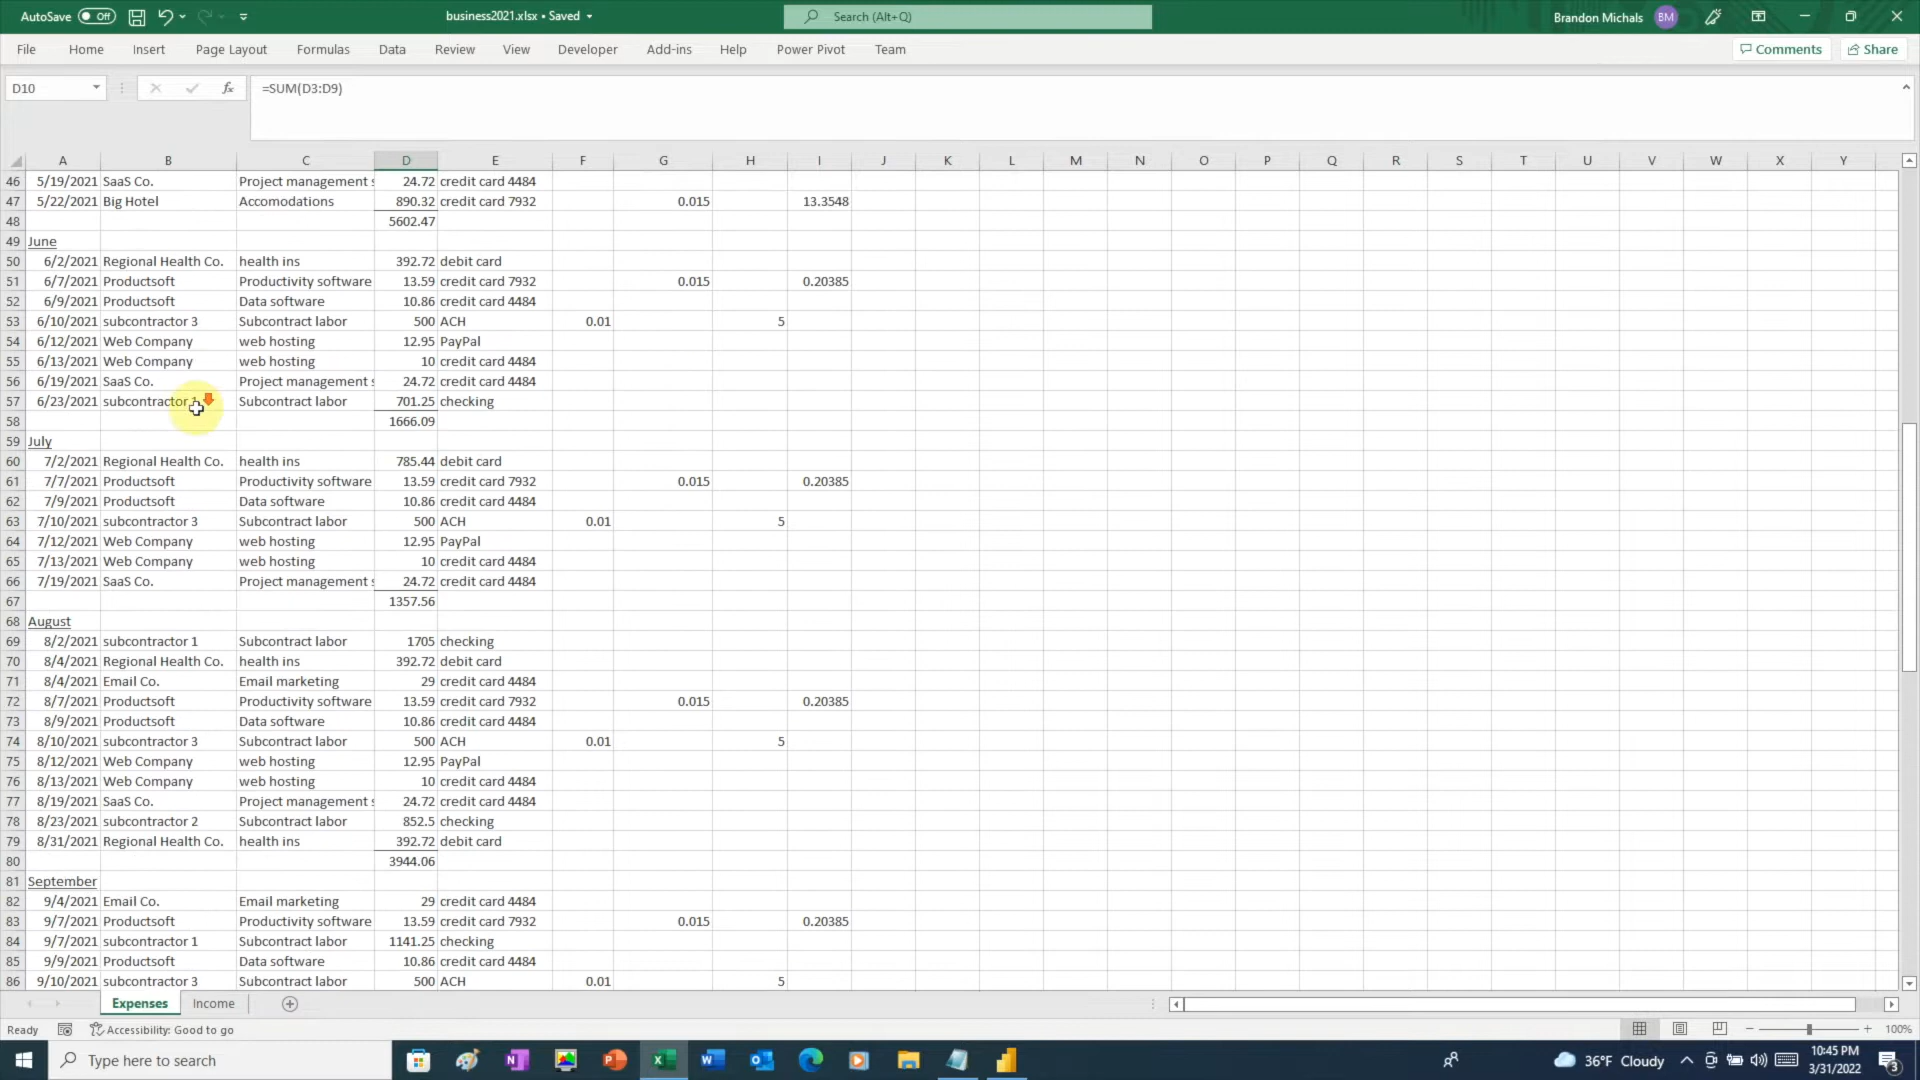 AutoSave Off business2021.xlsx • Saved Search (Alt+Q) Brandon Michals BM
File Home Insert Page Layout Formulas Data Review View Developer Add-ins Help Power Pivot Team Comments Share
D10 fx =SUM(D3:D9)
A B C D E F G H I J K L M N O P Q R S T U V W X Y
46 5/19/2021 SaaS Co. Project management s 24.72 credit card 4484
47 5/22/2021 Big Hotel Accomodations 890.32 credit card 7932 0.015 13.3548
48 5602.47
49 June
50 6/2/2021 Regional Health Co. health ins 392.72 debit card
51 6/7/2021 Productsoft Productivity software 13.59 credit card 7932 0.015 0.20385
52 6/9/2021 Productsoft Data software 10.86 credit card 4484
53 6/10/2021 subcontractor 3 Subcontract labor 500 ACH 0.01 5
54 6/12/2021 Web Company web hosting 12.95 PayPal
55 6/13/2021 Web Company web hosting 10 credit card 4484
56 6/19/2021 SaaS Co. Project management s 24.72 credit card 4484
57 6/23/2021 subcontractor 1 Subcontract labor 701.25 checking
58 1666.09
59 July
60 7/2/2021 Regional Health Co. health ins 785.44 debit card
61 7/7/2021 Productsoft Productivity software 13.59 credit card 7932 0.015 0.20385
62 7/9/2021 Productsoft Data software 10.86 credit card 4484
63 7/10/2021 subcontractor 3 Subcontract labor 500 ACH 0.01 5
64 7/12/2021 Web Company web hosting 12.95 PayPal
65 7/13/2021 Web Company web hosting 10 credit card 4484
66 7/19/2021 SaaS Co. Project management s 24.72 credit card 4484
67 1357.56
68 August
69 8/2/2021 subcontractor 1 Subcontract labor 1705 checking
70 8/4/2021 Regional Health Co. health ins 392.72 debit card
71 8/4/2021 Email Co. Email marketing 29 credit card 4484
72 8/7/2021 Productsoft Productivity software 13.59 credit card 7932 0.015 0.20385
73 8/9/2021 Productsoft Data software 10.86 credit card 4484
74 8/10/2021 subcontractor 3 Subcontract labor 500 ACH 0.01 5
75 8/12/2021 Web Company web hosting 12.95 PayPal
76 8/13/2021 Web Company web hosting 10 credit card 4484
77 8/19/2021 SaaS Co. Project management s 24.72 credit card 4484
78 8/23/2021 subcontractor 2 Subcontract labor 852.5 checking
79 8/31/2021 Regional Health Co. health ins 392.72 debit card
80 3944.06
81 September
82 9/4/2021 Email Co. Email marketing 29 credit card 4484
83 9/7/2021 Productsoft Productivity software 13.59 credit card 7932 0.015 0.20385
84 9/7/2021 subcontractor 1 Subcontract labor 1141.25 checking
85 9/9/2021 Productsoft Data software 10.86 credit card 4484
86 9/10/2021 subcontractor 3 Subcontract labor 500 ACH 0.01 5
Expenses Income
Ready Accessibility: Good to go 100%
Type here to search 36°F Cloudy 10:45 PM
3/31/2022 3